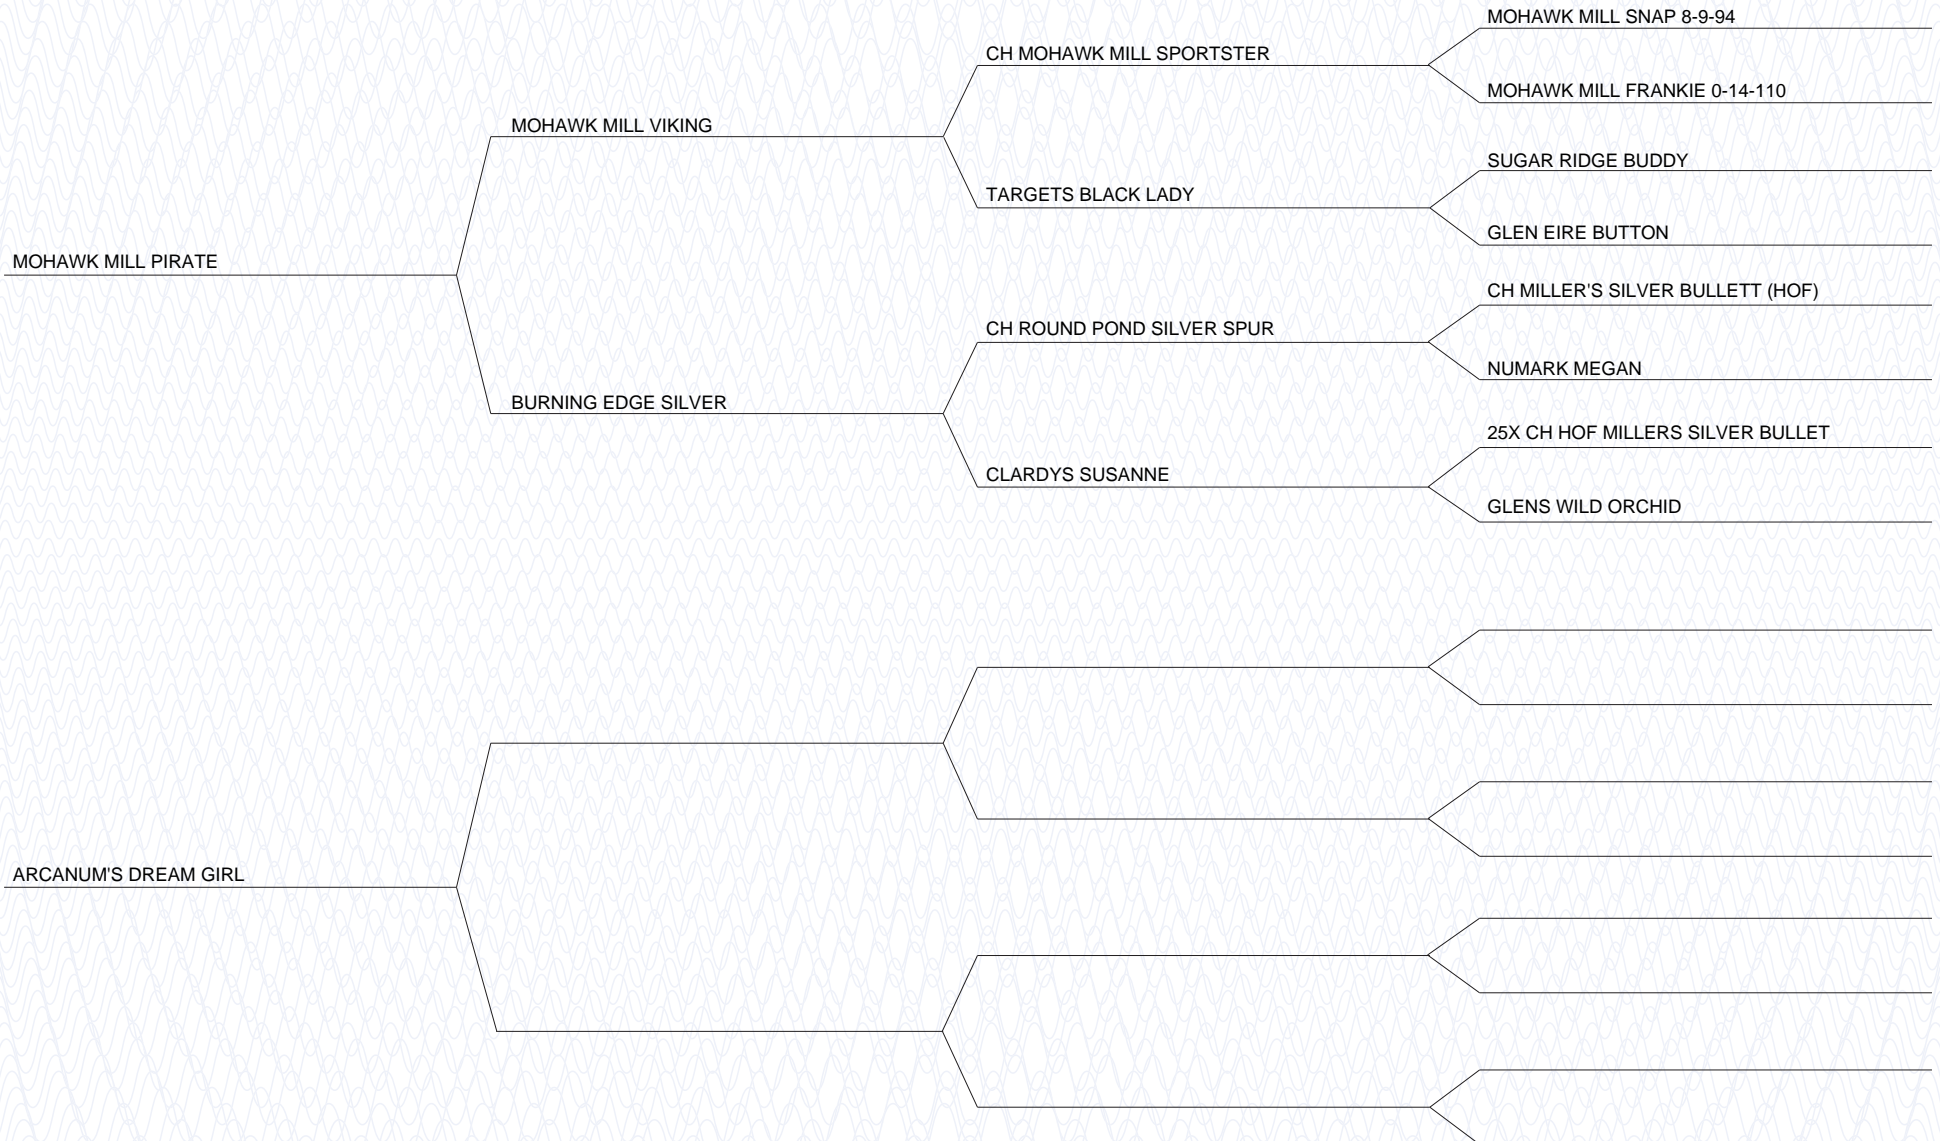 MOHAWK MILL SNAP 8-9-94
CH MOHAWK MILL SPORTSTER
MOHAWK MILL FRANKIE 0-14-110
MOHAWK MILL VIKING
SUGAR RIDGE BUDDY
TARGETS BLACK LADY
GLEN EIRE BUTTON
MOHAWK MILL PIRATE
CH MILLER'S SILVER BULLETT (HOF)
CH ROUND POND SILVER SPUR
NUMARK MEGAN
BURNING EDGE SILVER
25X CH HOF MILLERS SILVER BULLET
CLARDYS SUSANNE
GLENS WILD ORCHID
ARCANUM'S DREAM GIRL